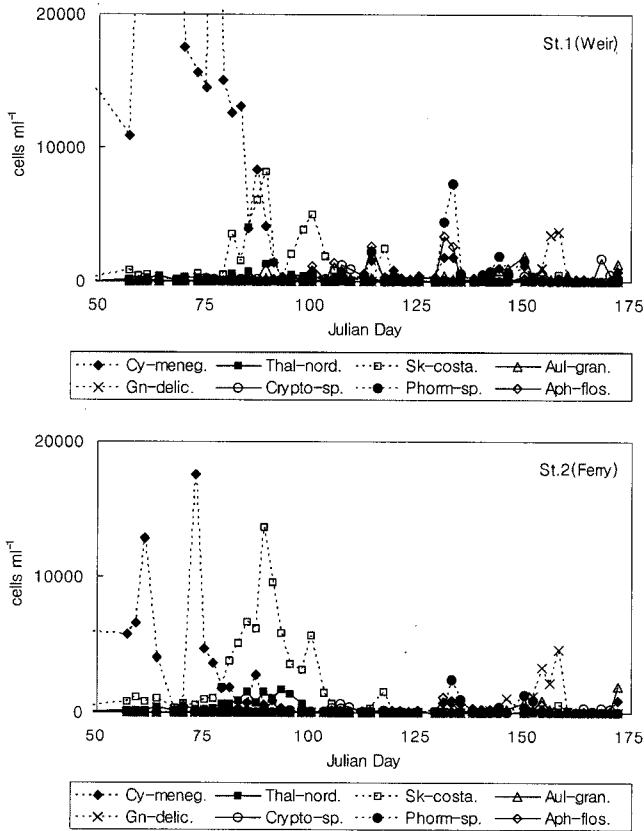 20000
St.1(Weir)
cells ml⁻¹
10000
0
50 75 100 125 150 175
Julian Day
Cy-meneg. Thal-nord. Sk-costa. Aul-gran.
Gn-delic. Crypto-sp. Phorm-sp. Aph-flos.
20000
St.2(Ferry)
cells ml⁻¹
10000
0
50 75 100 125 150 175
Julian Day
Cy-meneg. Thal-nord. Sk-costa. Aul-gran.
Gn-delic. Crypto-sp. Phorm-sp. Aph-flos.